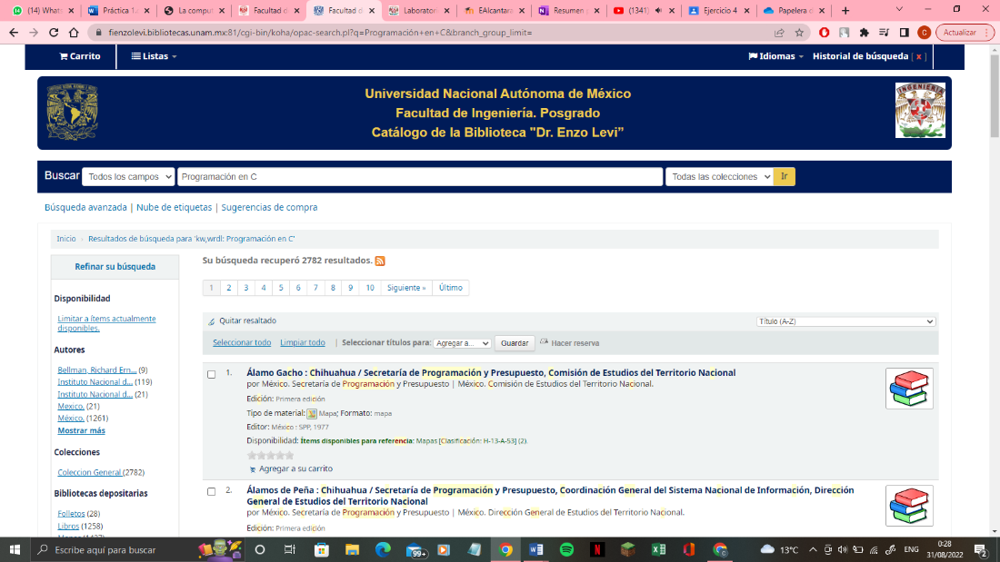 (14) Whats
Práctica 1.
La comput
Facultad d
Facultad d
Laboratori
EAlcantara
Resumen
(1341)
Ejercicio 4
Papelera d
fienzolevi.bibliotecas.unam.mx:81/cgi-bin/koha/opac-search.pl?q=Programación+en+C&branch_group_limit=
C
Actualizar
Carrito
Listas
Idiomas
Historial de búsqueda [ x ]
Universidad Nacional Autónoma de México
Facultad de Ingeniería. Posgrado
Catálogo de la Biblioteca "Dr. Enzo Levi”
INGENIERIA
Buscar
Todos los campos
Programación en C
Todas las colecciones
Ir
Búsqueda avanzada | Nube de etiquetas | Sugerencias de compra
Inicio › Resultados de búsqueda para 'kw,wrdl: Programación en C'
Refinar su búsqueda
Disponibilidad
Limitar a ítems actualmente
disponibles.
Autores
Bellman, Richard Ern... (9)
Instituto Nacional d... (119)
Instituto Nacional d... (21)
Mexico. (21)
México. (1261)
Mostrar más
Colecciones
Coleccion General (2782)
Bibliotecas depositarias
Folletos (28)
Libros (1258)
Su búsqueda recuperó 2782 resultados.
1 2 3 4 5 6 7 8 9 10 Siguiente » Último
Quitar resaltado
Título (A-Z)
Seleccionar todo Limpiar todo | Seleccionar títulos para: Agregar a... Guardar Hacer reserva
1. Álamo Gacho : Chihuahua / Secretaría de Programación y Presupuesto, Comisión de Estudios del Territorio Nacional
por México. Secretaría de Programación y Presupuesto | México. Comisión de Estudios del Territorio Nacional.
Edición: Primera edición
Tipo de material: Mapa; Formato: mapa
Editor: México : SPP, 1977
Disponibilidad: Ítems disponibles para referencia: Mapas [Clasificación: H-13-A-53] (2).
Agregar a su carrito
2. Álamos de Peña : Chihuahua / Secretaría de Programación y Presupuesto, Coordinación General del Sistema Nacional de Información, Dirección
General de Estudios del Territorio Nacional
por México. Secretaría de Programación y Presupuesto | México. Dirección General de Estudios del Territorio Nacional.
Edición: Primera edición
Escribe aquí para buscar
99+
13°C
ENG
0:28
31/08/2022
2